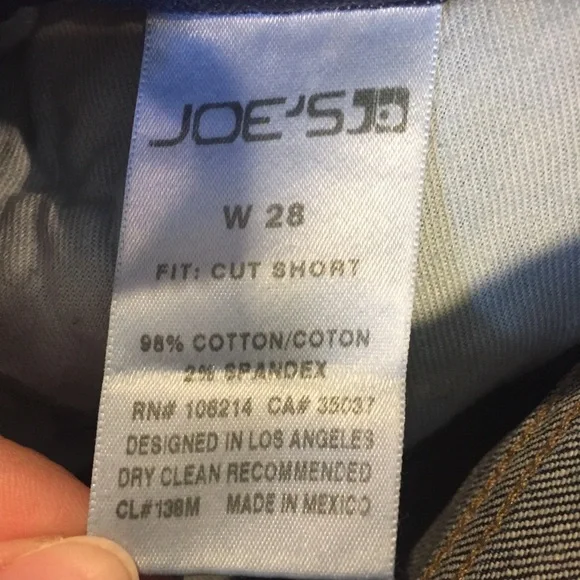 JOE'S
W 28
FIT: CUT SHORT
98% COTTON/COTON
2% SPANDEX
RN# 106214 CA# 35037
DESIGNED IN LOS ANGELES
DRY CLEAN RECOMMENDED
CL#138M MADE IN MEXICO